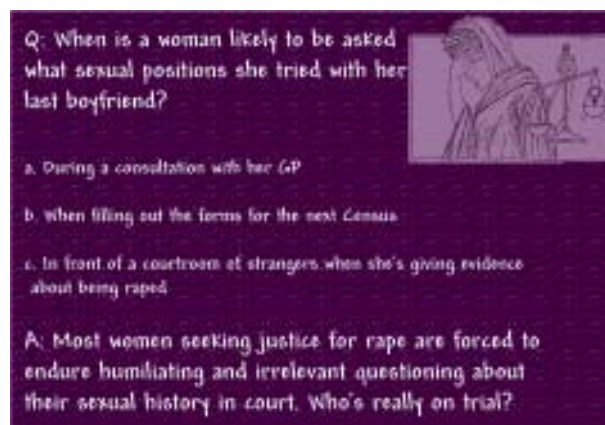 Q: When is a woman likely to be asked
what sexual positions she tried with her
last boyfriend?
a. During a consultation with her GP
b. When filling out the forms for the next Census
c. In front of a courtroom of strangers when she's giving evidence
about being raped
A: Most women seeking justice for rape are forced to
endure humiliating and irrelevant questioning about
their sexual history in court. Who's really on trial?